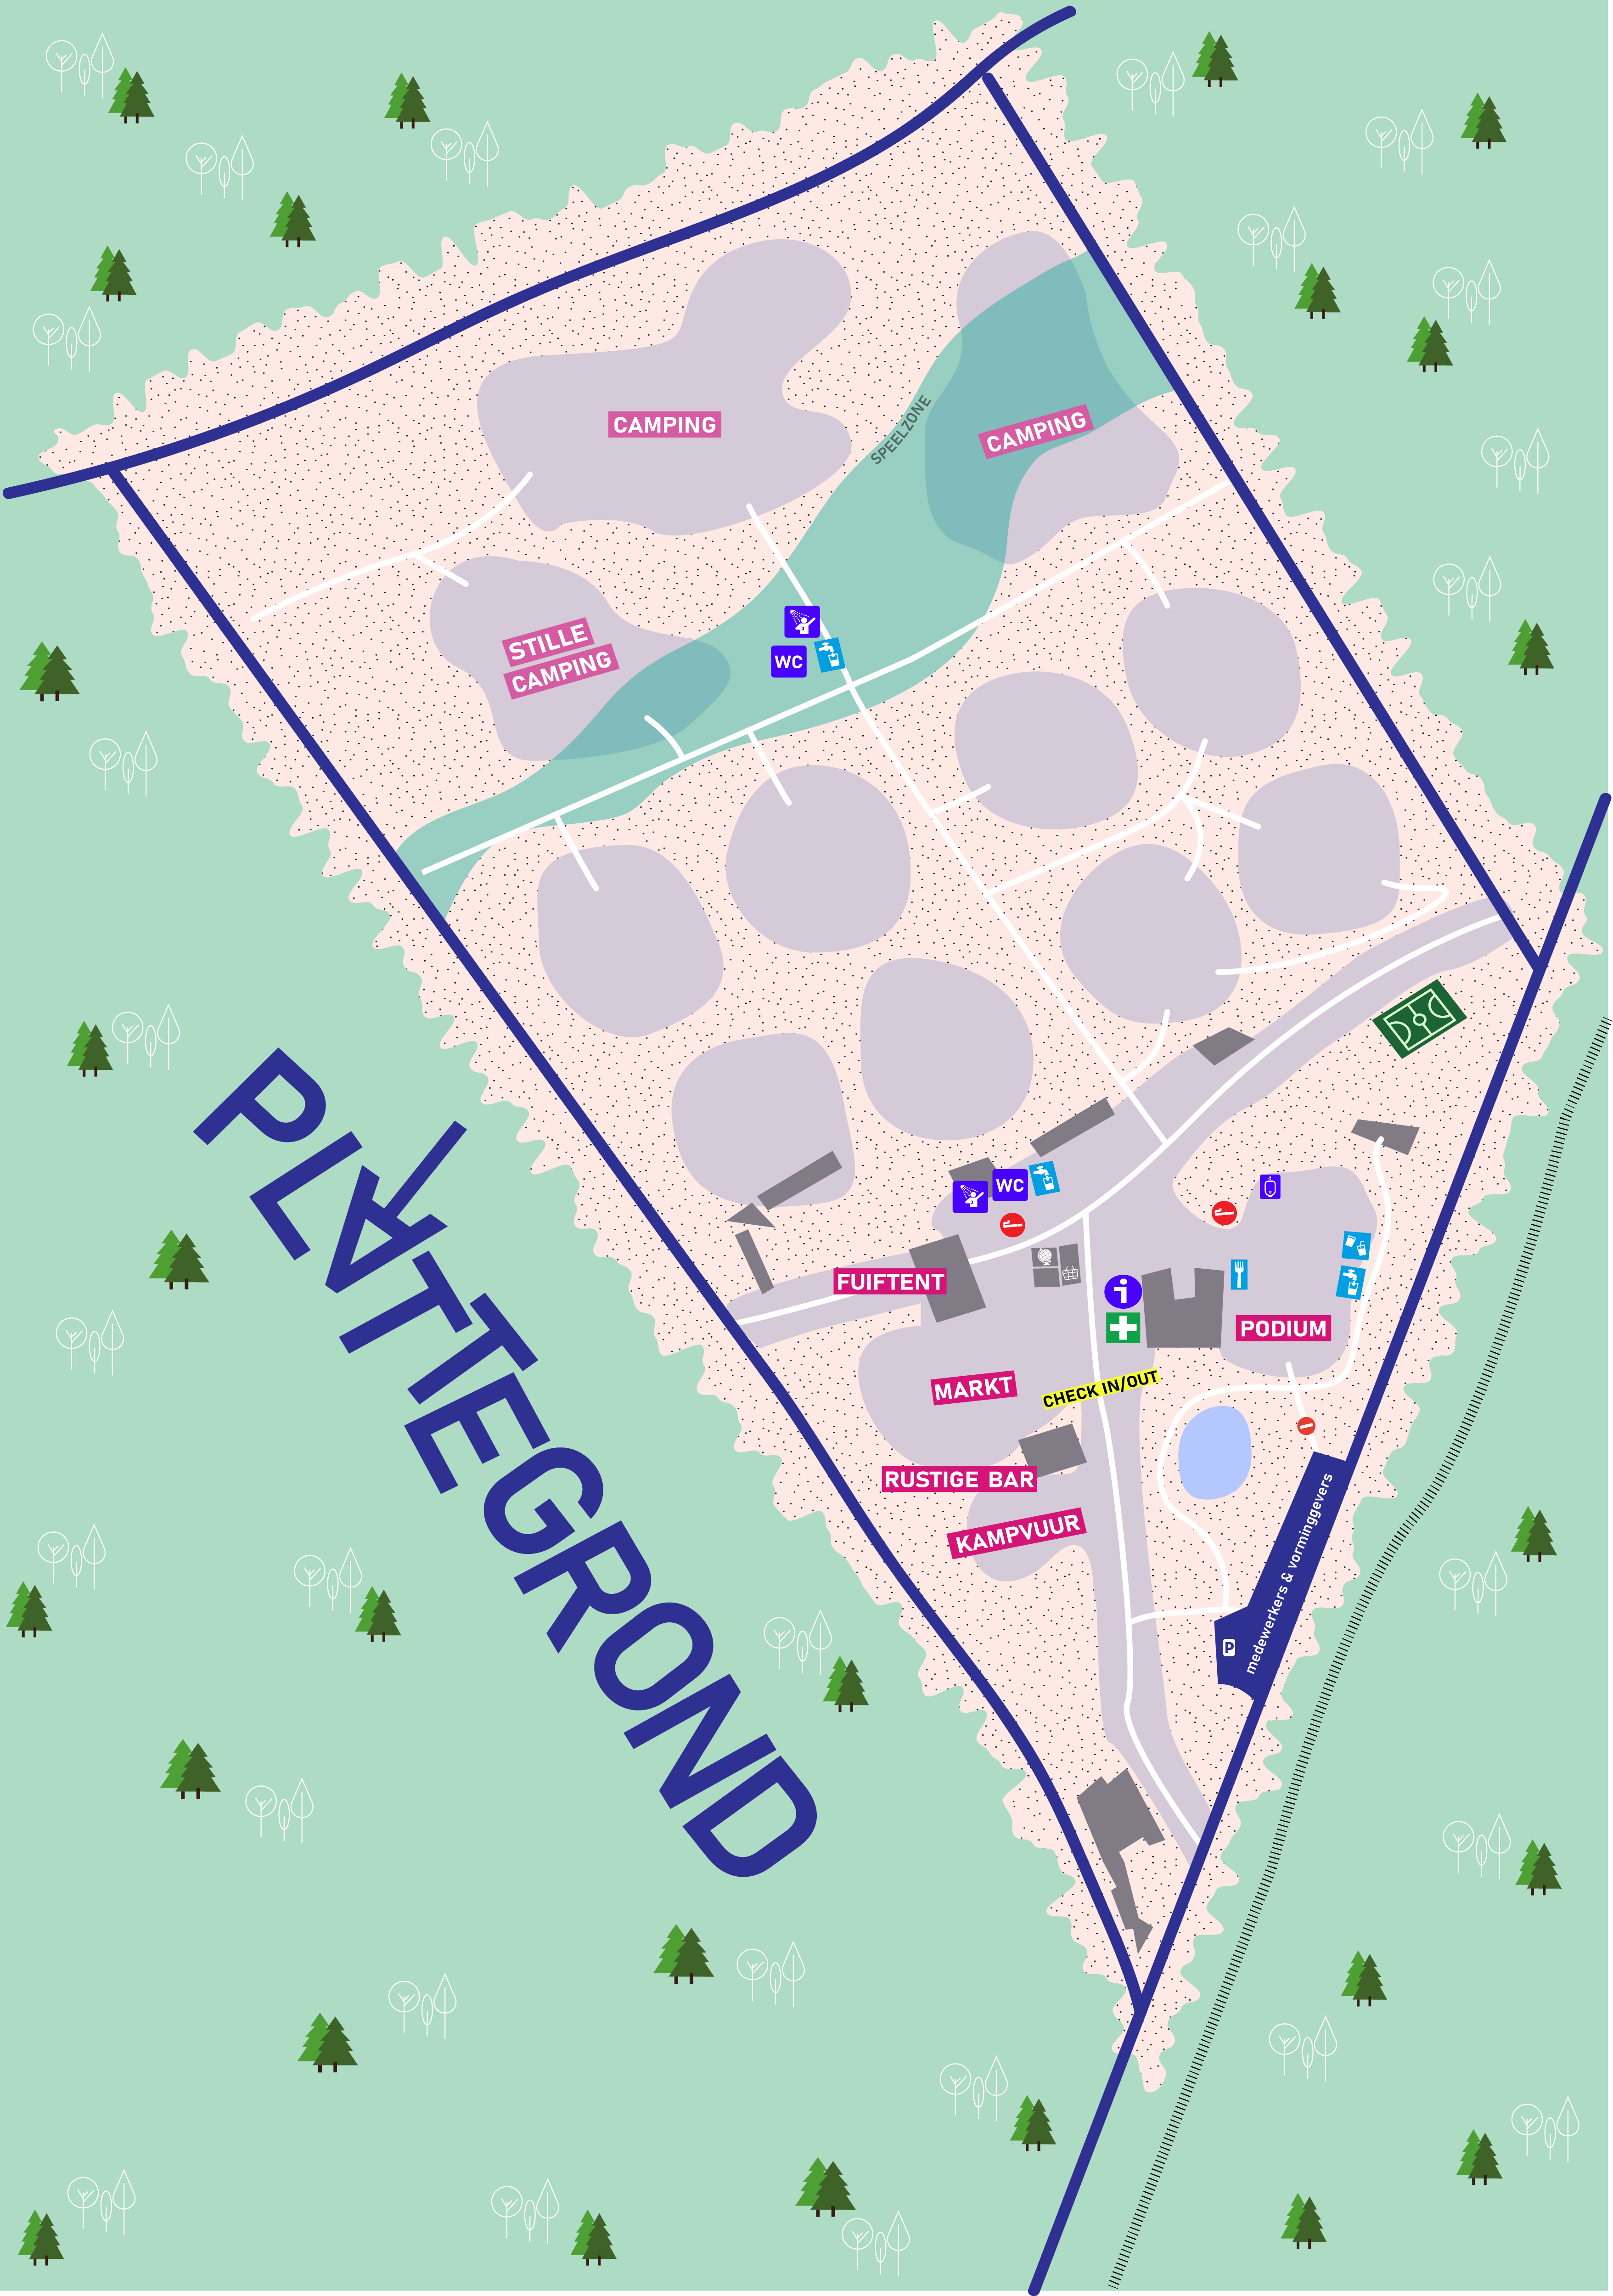 CAMPING
SPEELZONE
CAMPING
STILLE
CAMPING
WC
WC
FUIFTENT
i
PODIUM
MARKT
CHECK IN/OUT
RUSTIGE BAR
KAMPVUUR
P
medewerkers & vorminggevers
PLATTEGROND